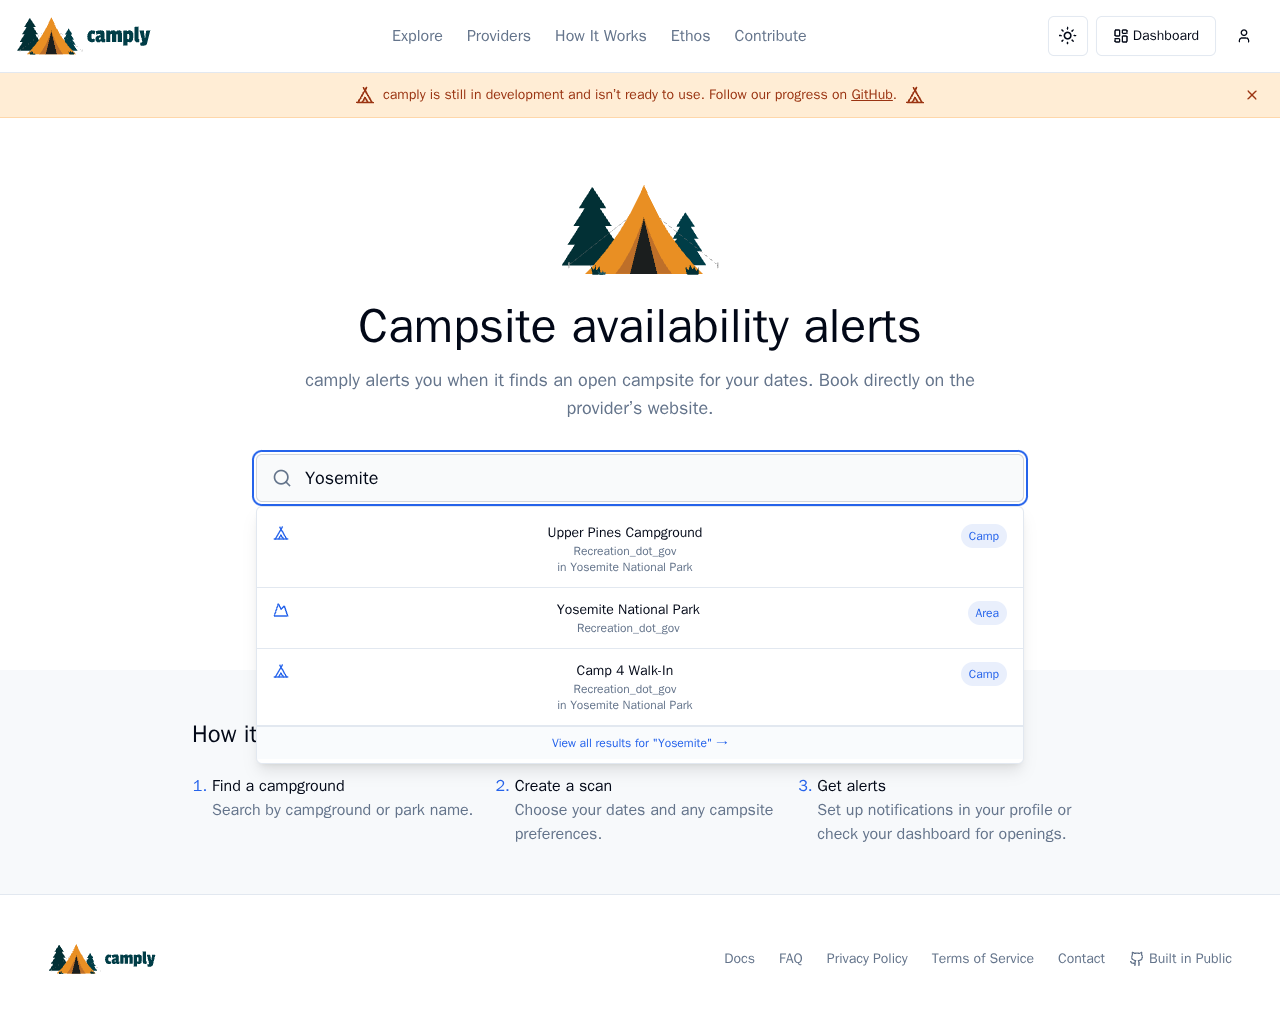 camply
Explore
Providers
How It Works
Ethos
Contribute
Dashboard
camply is still in development and isn't ready to use. Follow our progress on GitHub.
Campsite availability alerts
camply alerts you when it finds an open campsite for your dates. Book directly on the
provider's website.
Yosemite
Upper Pines Campground
Recreation_dot_gov
in Yosemite National Park
Camp
Yosemite National Park
Recreation_dot_gov
Area
Camp 4 Walk-In
Recreation_dot_gov
in Yosemite National Park
Camp
View all results for "Yosemite" →
How it
1. Find a campground
Search by campground or park name.
2. Create a scan
Choose your dates and any campsite
preferences.
3. Get alerts
Set up notifications in your profile or
check your dashboard for openings.
camply
Docs
FAQ
Privacy Policy
Terms of Service
Contact
Built in Public